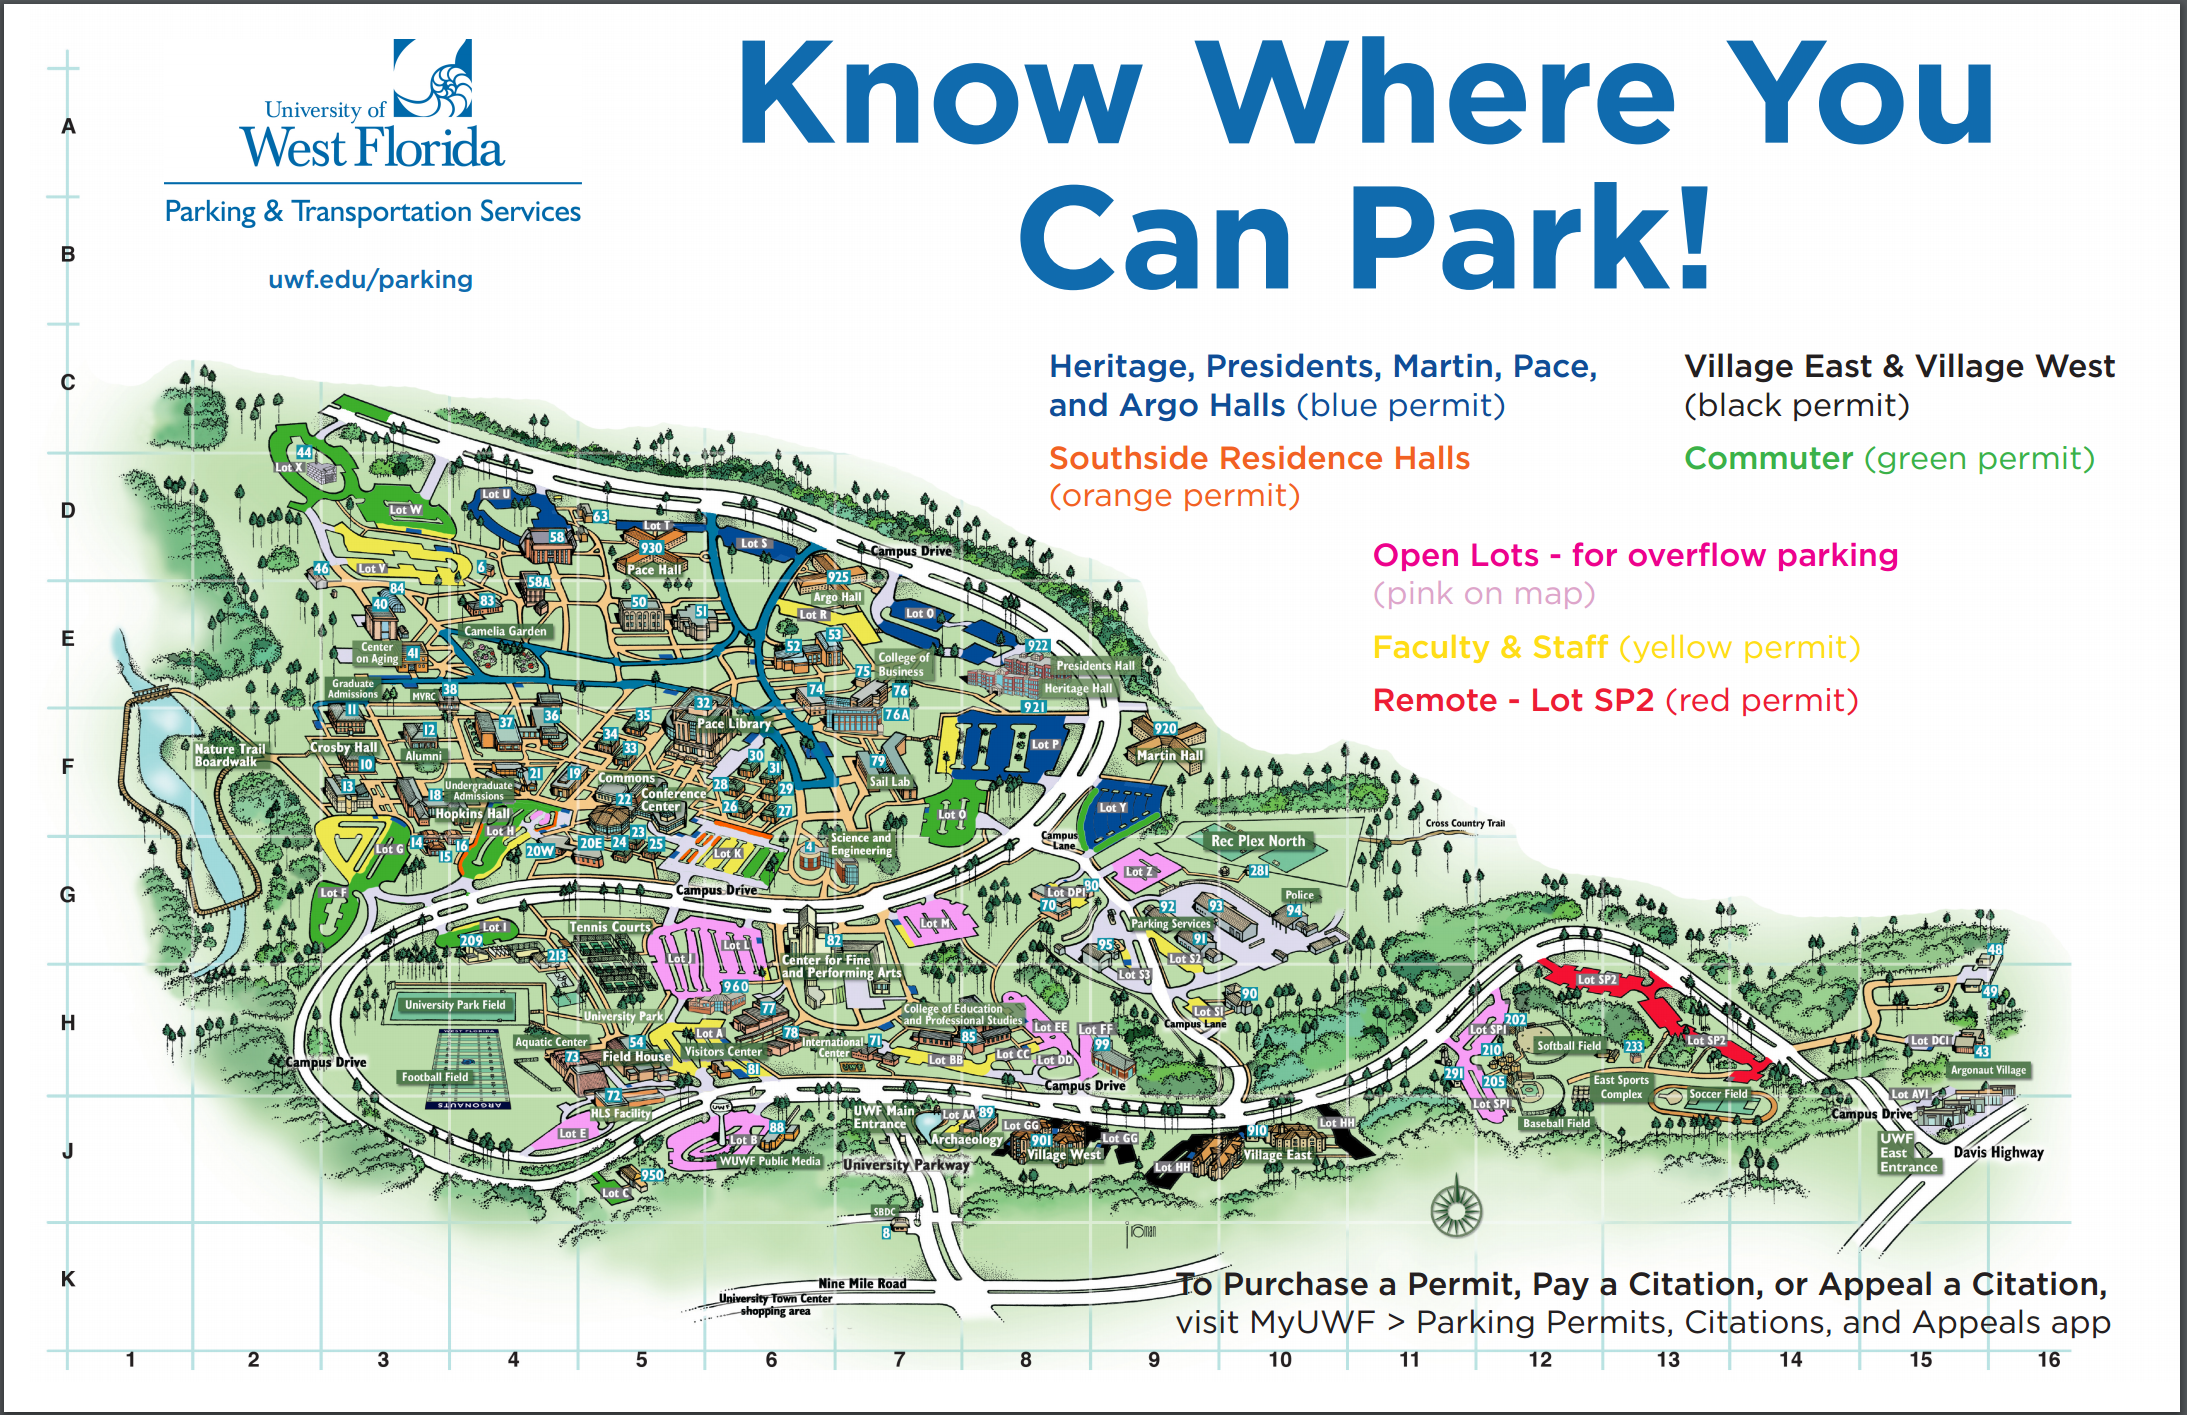 University of
West Florida
Parking & Transportation Services
uwf.edu/parking
Know Where You
Can Park!
Heritage, Presidents, Martin, Pace,
and Argo Halls (blue permit)
Southside Residence Halls
(orange permit)
Village East & Village West
(black permit)
Commuter (green permit)
Open Lots - for overflow parking
(pink on map)
Faculty & Staff (yellow permit)
Remote - Lot SP2 (red permit)
A
B
C
D
E
F
G
H
J
K
44
Lot X
Lot W
Lot U
63
58
Lot T
930
Pace Hall
Lot S
Campus Drive
46
Lot V
6
84
40
83
58A
50
51
925
Argo Hall
Lot R
Lot Q
Camelia Garden
Center
on Aging
41
52
53
75
College of
Business
922
Presidents Hall
Heritage Hall
921
Graduate
Admissions
MVRC
38
11
12
37
36
35
34
33
32
Pace Library
74
76
76A
Nature Trail
Boardwalk
Crosby Hall
10
Alumni
13
18
Undergraduate
Admissions
21
19
Hopkins Hall
Commons
22
Conference
Center
28
26
30
31
29
27
79
Sail Lab
Lot P
920
Martin Hall
Lot O
Lot Y
Lot G
14
15
16
Lot H
20W
20E
24
23
25
Lot K
4
Science and
Engineering
Campus
Lane
Rec Plex North
Cross Country Trail
Lot Z
281
Lot F
Campus Drive
Lot DP1
80
70
92
93
Police
94
Parking Services
91
Lot S2
95
Lot S3
Lot I
209
213
Tennis Courts
Lot J
Lot L
Lot M
82
Center for Fine
and Performing Arts
960
77
78
University Park Field
University Park
WEST FLORIDA
Football Field
ARGONAUTS
Aquatic Center
73
54
Field House
Lot A
Visitors Center
81
International
Center
71
UWF
College of Education
and Professional Studies
85
Lot BB
Lot CC
Lot DD
Lot EE
Lot FF
99
Lot S1
90
Campus Lane
Campus Drive
Campus Drive
72
HLS Facility
Lot E
UWF
Lot B
88
WUWF Public Media
Lot C
950
UWF Main
Entrance
Lot AA
89
Archaeology
University Parkway
Lot GG
901
Village West
Lot GG
Lot HH
910
Village East
Lot HH
SBDC
8
Lot SP1
202
210
291
205
Lot SP1
Softball Field
233
Lot SP2
Lot SP2
East Sports
Complex
Soccer Field
Baseball Field
48
49
Lot DC1
43
Argonaut Village
Lot AV1
Campus Drive
UWF
East
Entrance
Davis Highway
jroman
Nine Mile Road
University Town Center
shopping area
To Purchase a Permit, Pay a Citation, or Appeal a Citation,
visit MyUWF > Parking Permits, Citations, and Appeals app
1 2 3 4 5 6 7 8 9 10 11 12 13 14 15 16